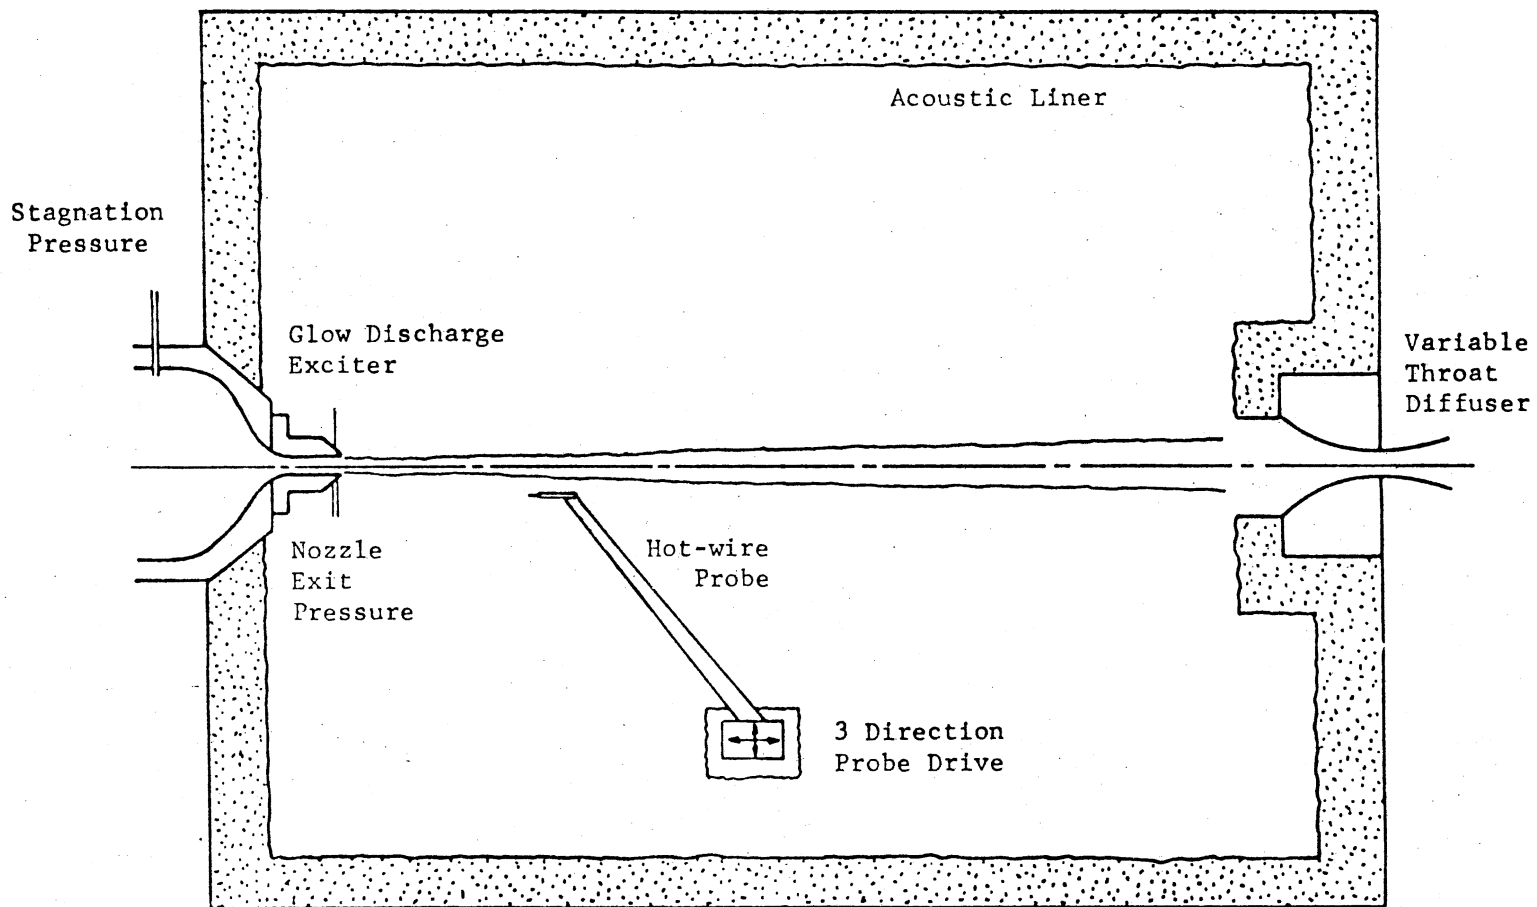 Acoustic Liner
Stagnation
Pressure
Glow Discharge
Exciter
Variable
Throat
Diffuser
Nozzle
Exit
Pressure
Hot-wire
Probe
3 Direction
Probe Drive